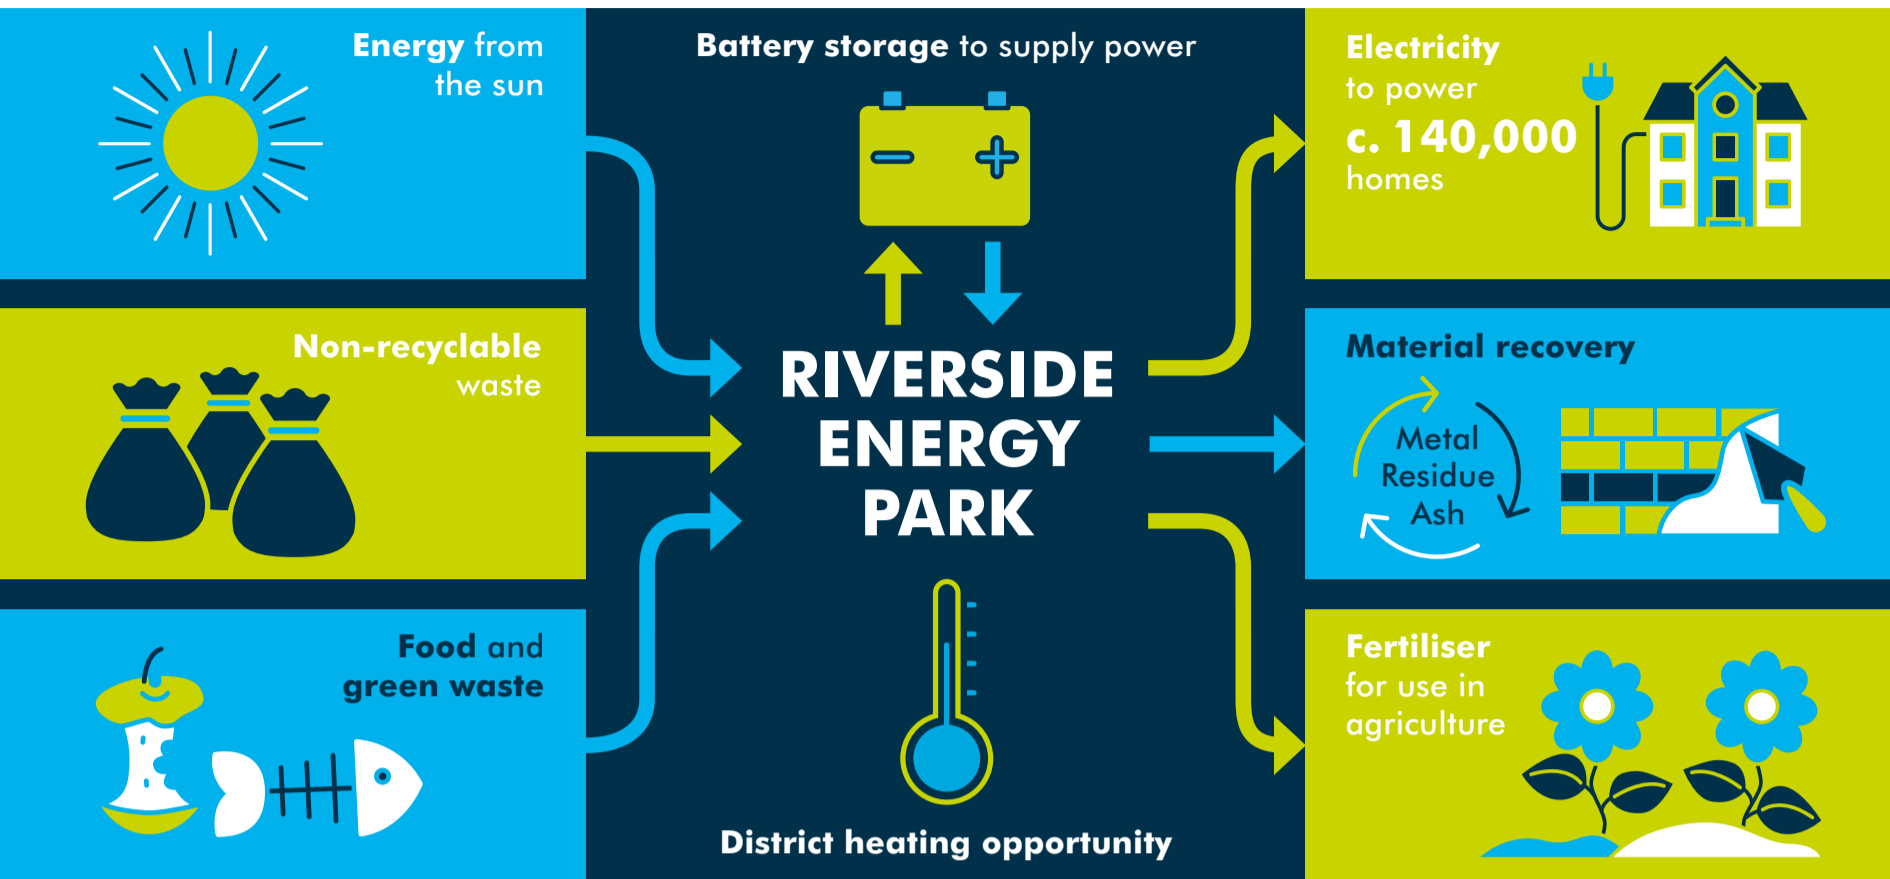 Energy from
the sun
Non-recyclable
waste
Food and
green waste
Battery storage to supply power
RIVERSIDE
ENERGY
PARK
District heating opportunity
Electricity
to power
c. 140,000
homes
Material recovery
Metal
Residue
Ash
Fertiliser
for use in
agriculture